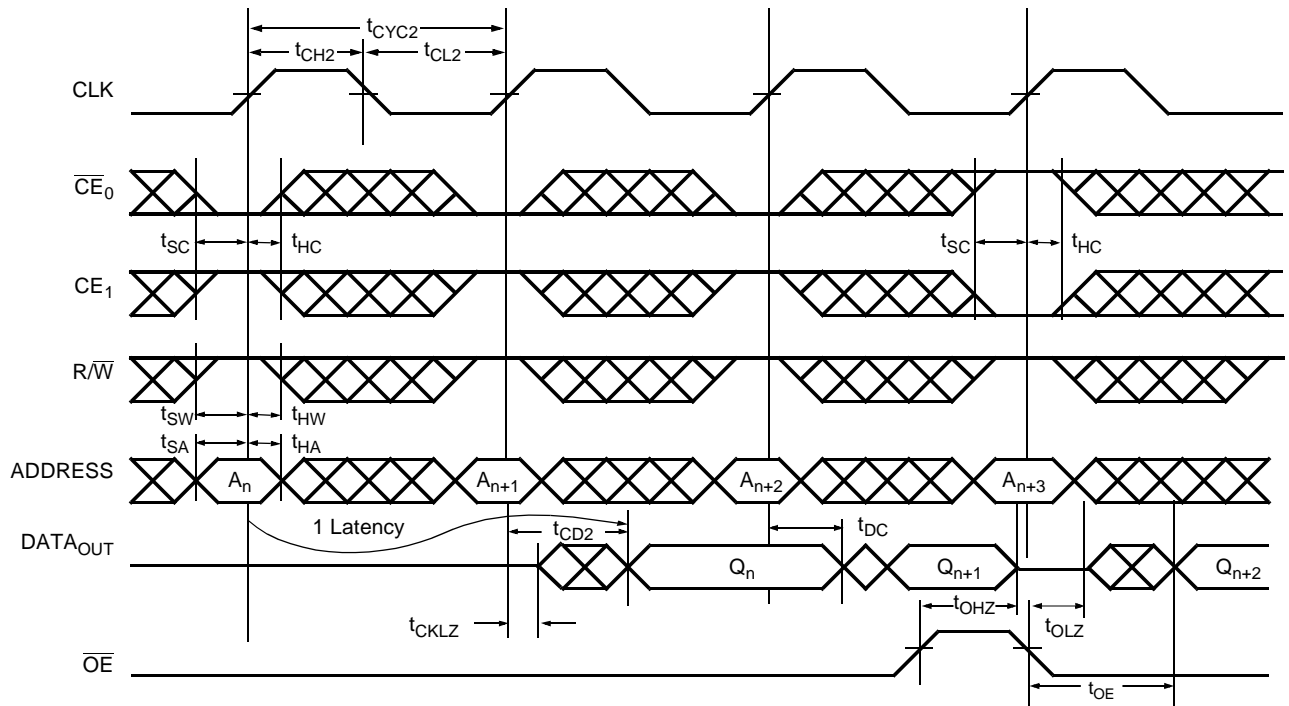 tCYC2
tCH2 tCL2
CLK
CE0
tSC tHC tSC tHC
CE1
R/W
tSW tHW
tSA tHA
ADDRESS An An+1 An+2 An+3
1 Latency tCD2 tDC
DATAOUT Qn Qn+1 Qn+2
tCKLZ tOHZ tOLZ
OE
tOE